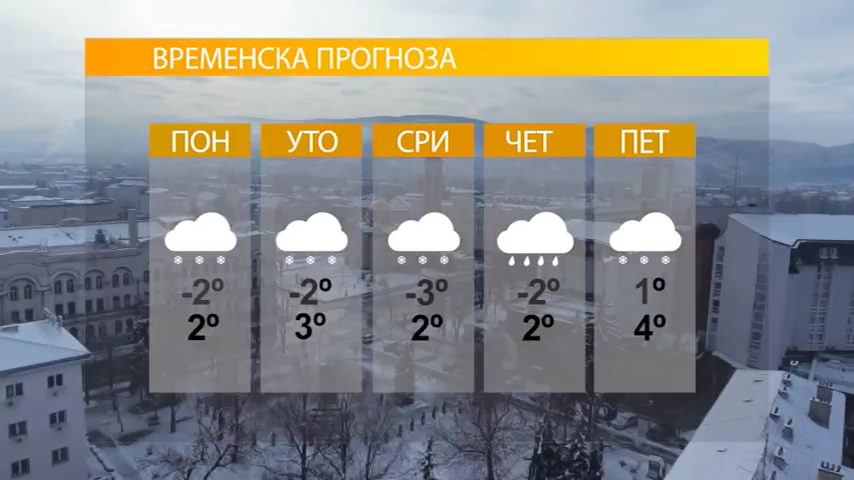 ВРЕМЕНСКА ПРОГНОЗА
ПОН УТО СРИ ЧЕТ ПЕТ
-2º -2º -3º -2º 1º
2º 3º 2º 2º 4º